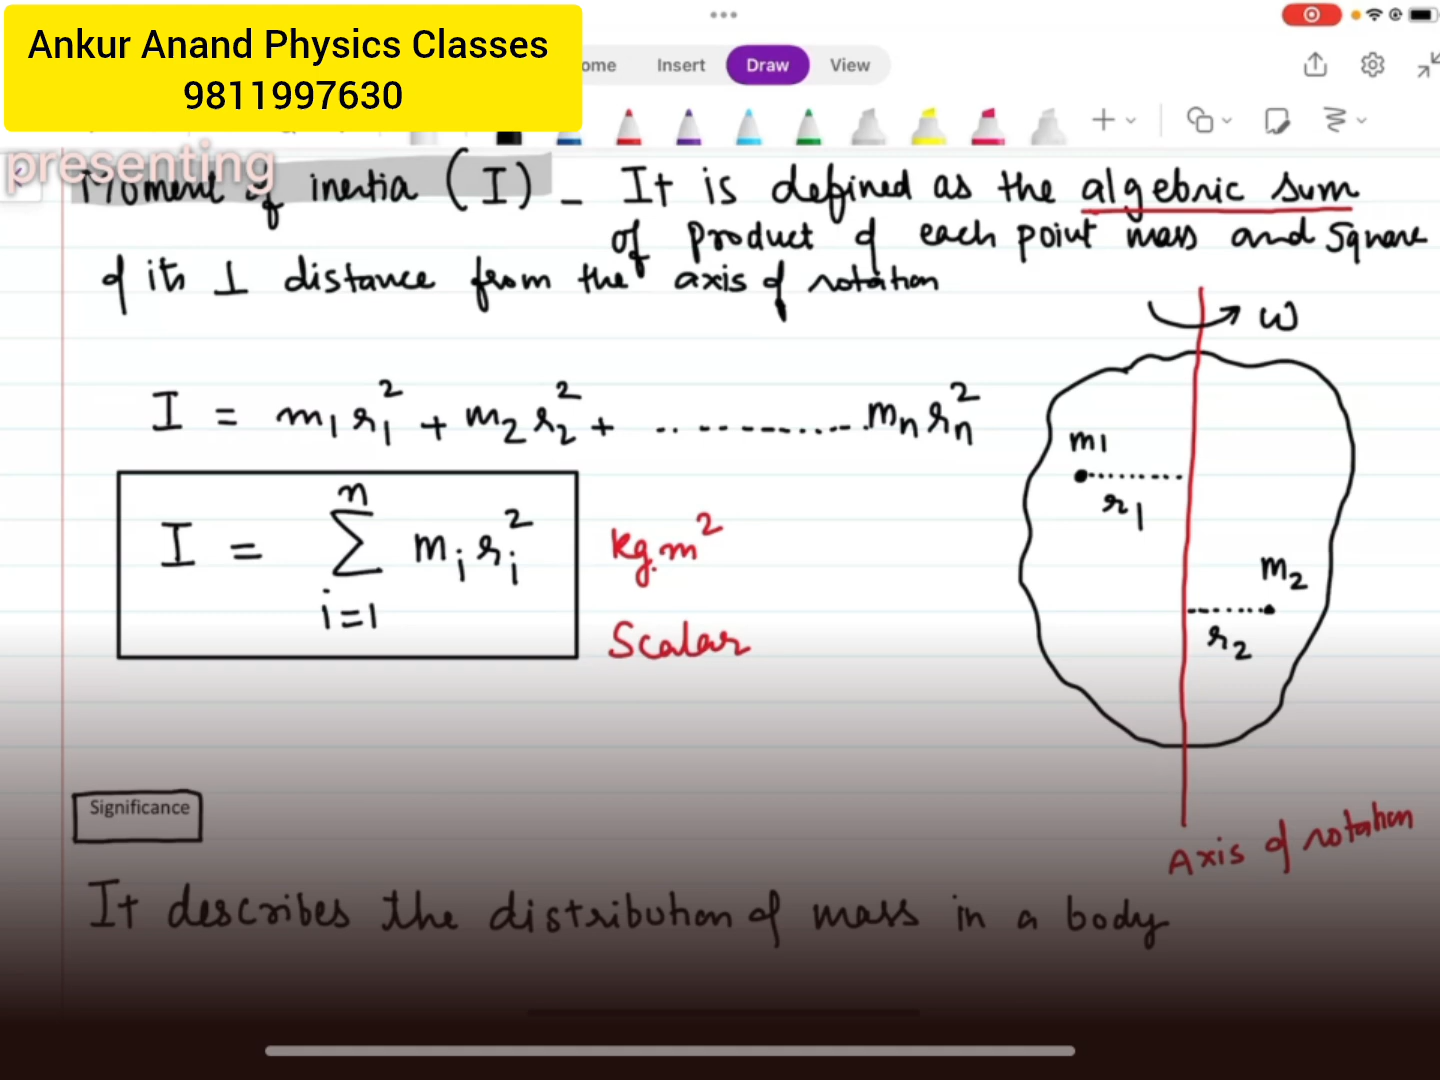 Ankur Anand Physics Classes
9811997630
ome Insert Draw View
presenting
Moment of inertia (I) - It is defined as the algebric sum
of product of each point mass and square
of its ⊥ distance from the axis of rotation
ω
I = m₁r₁² + m₂r₂² + ............... mₙrₙ²
m₁
r₁
n
I = ∑ mᵢrᵢ²
i=1
kg.m²
Scalar
m₂
r₂
Axis of rotation
Significance
It describes the distribution of mass in a body